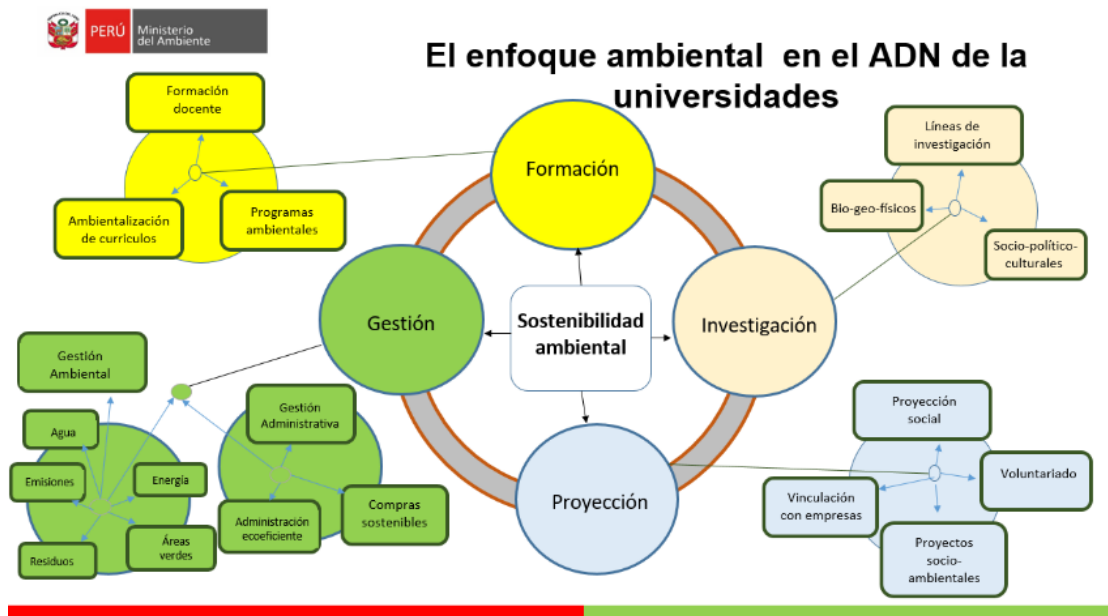 PERÚ
Ministerio
del Ambiente
El enfoque ambiental en el ADN de la
universidades
Formación
docente
Ambientalización
de curriculos
Programas
ambientales
Formación
Líneas de
investigación
Bio-geo-físicos
Socio-político-
culturales
Gestión
Sostenibilidad
ambiental
Investigación
Gestión
Ambiental
Agua
Emisiones
Energía
Residuos
Áreas
verdes
Gestión
Administrativa
Administración
ecoeficiente
Compras
sostenibles
Proyección
Proyección
social
Voluntariado
Vinculación
con empresas
Proyectos
socio-
ambientales